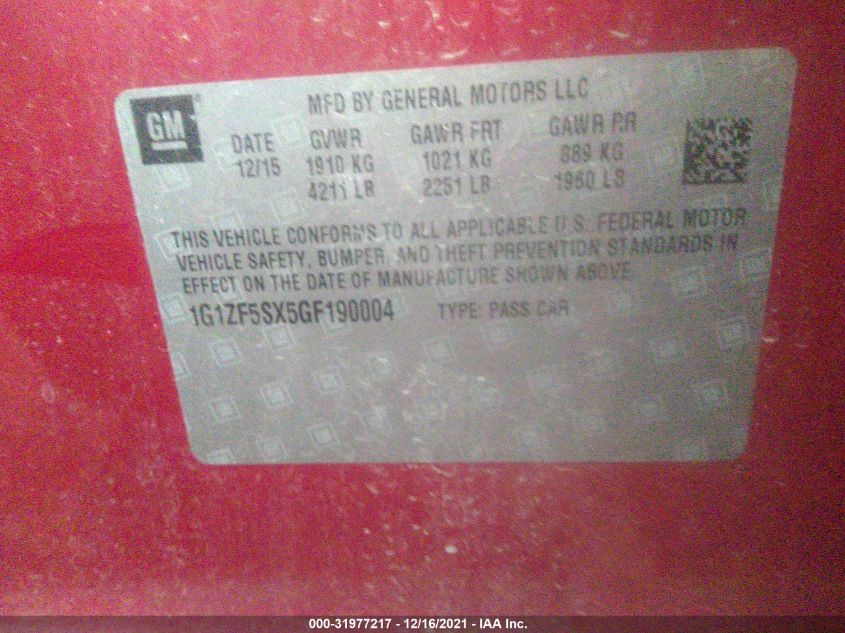 GM
MFD BY GENERAL MOTORS LLC
DATE GVWR GAWR FRT GAWR RR
12/15 1910 KG 1021 KG 889 KG
4211 LB 2251 LB 1960 LB
THIS VEHICLE CONFORMS TO ALL APPLICABLE U.S. FEDERAL MOTOR
VEHICLE SAFETY, BUMPER, AND THEFT PREVENTION STANDARDS IN
EFFECT ON THE DATE OF MANUFACTURE SHOWN ABOVE.
1G1ZF5SX5GF190004 TYPE: PASS CAR
000-31977217 - 12/16/2021 - IAA Inc.